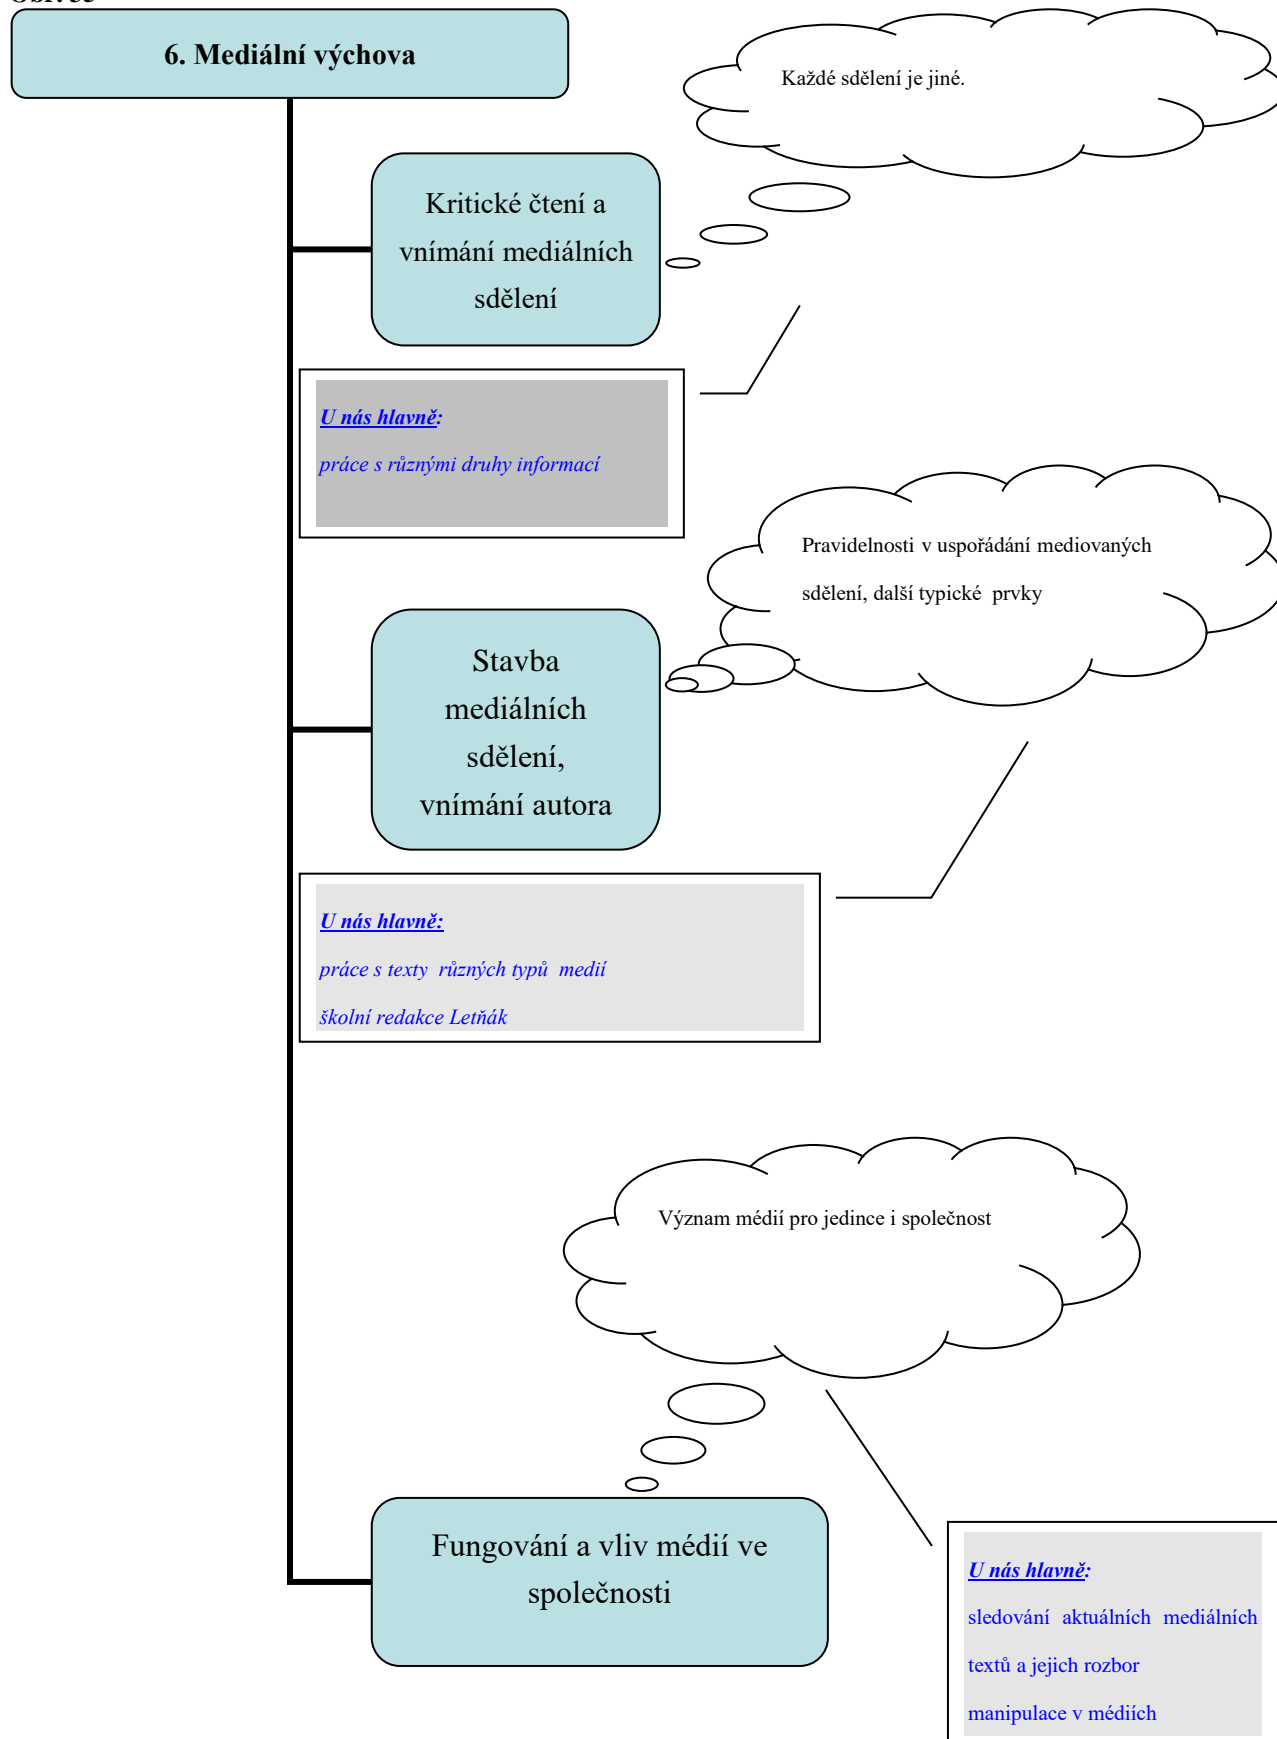 6. Mediální výchova
Každé sdělení je jiné.
Kritické čtení a
vnímání mediálních
sdělení
U nás hlavně:
práce s různými druhy informací
Pravidelnosti v uspořádání mediovaných
sdělení, další typické prvky
Stavba
mediálních
sdělení,
vnímání autora
U nás hlavně:
práce s texty různých typů medií
školní redakce Letňák
Význam médií pro jedince i společnost
Fungování a vliv médií ve
společnosti
U nás hlavně:
sledování aktuálních mediálních
textů a jejich rozbor
manipulace v médiích